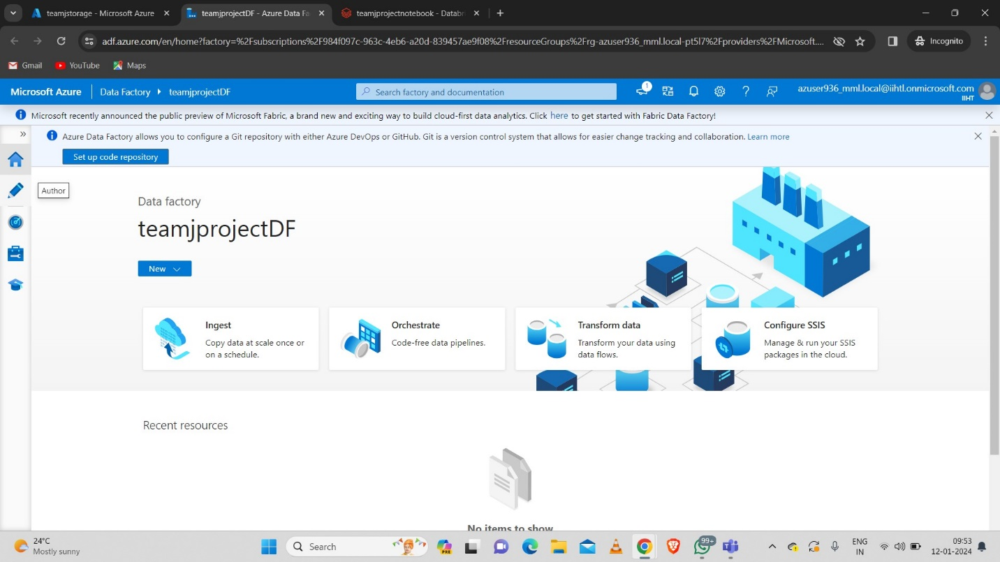 teamjstorage - Microsoft Azure
teamjprojectDF - Azure Data Fa
teamjprojectnotebook - Databr
adf.azure.com/en/home?factory=%2Fsubscriptions%2F984f097c-963c-4eb6-a20d-839457ae9f08%2FresourceGroups%2Frg-azuser936_mml.local-pt5l7%2Fproviders%2FMicrosoft....
Incognito
Gmail
YouTube
Maps
Microsoft Azure
Data Factory
teamjprojectDF
Search factory and documentation
1
azuser936_mml.local@iihtl.onmicrosoft.com
IIHT
Microsoft recently announced the public preview of Microsoft Fabric, a brand new and exciting way to build cloud-first data analytics. Click here to get started with Fabric Data Factory!
Azure Data Factory allows you to configure a Git repository with either Azure DevOps or GitHub. Git is a version control system that allows for easier change tracking and collaboration. Learn more
Set up code repository
Author
Data factory
teamjprojectDF
New
Ingest
Copy data at scale once or
on a schedule.
Orchestrate
Code-free data pipelines.
Transform data
Transform your data using
data flows.
Configure SSIS
Manage & run your SSIS
packages in the cloud.
Recent resources
No items to show
24°C
Mostly sunny
Search
PRE
99+
ENG
IN
09:53
12-01-2024